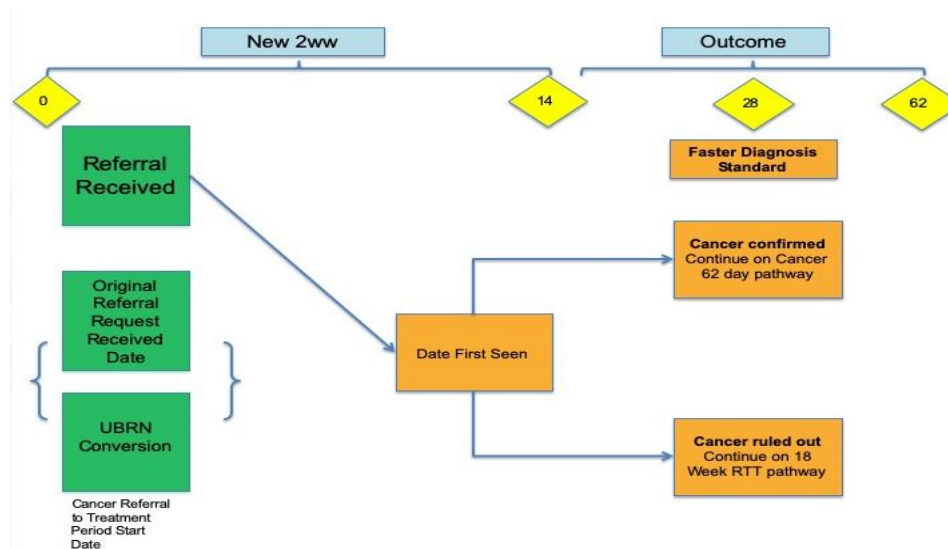 New 2ww
Outcome
0
14
28
62
Referral
Received
Faster Diagnosis
Standard
Cancer confirmed
Continue on Cancer
62 day pathway
Original
Referral
Request
Received
Date
Date First Seen
UBRN
Conversion
Cancer ruled out
Continue on 18
Week RTT pathway
Cancer Referral
to Treatment
Period Start
Date